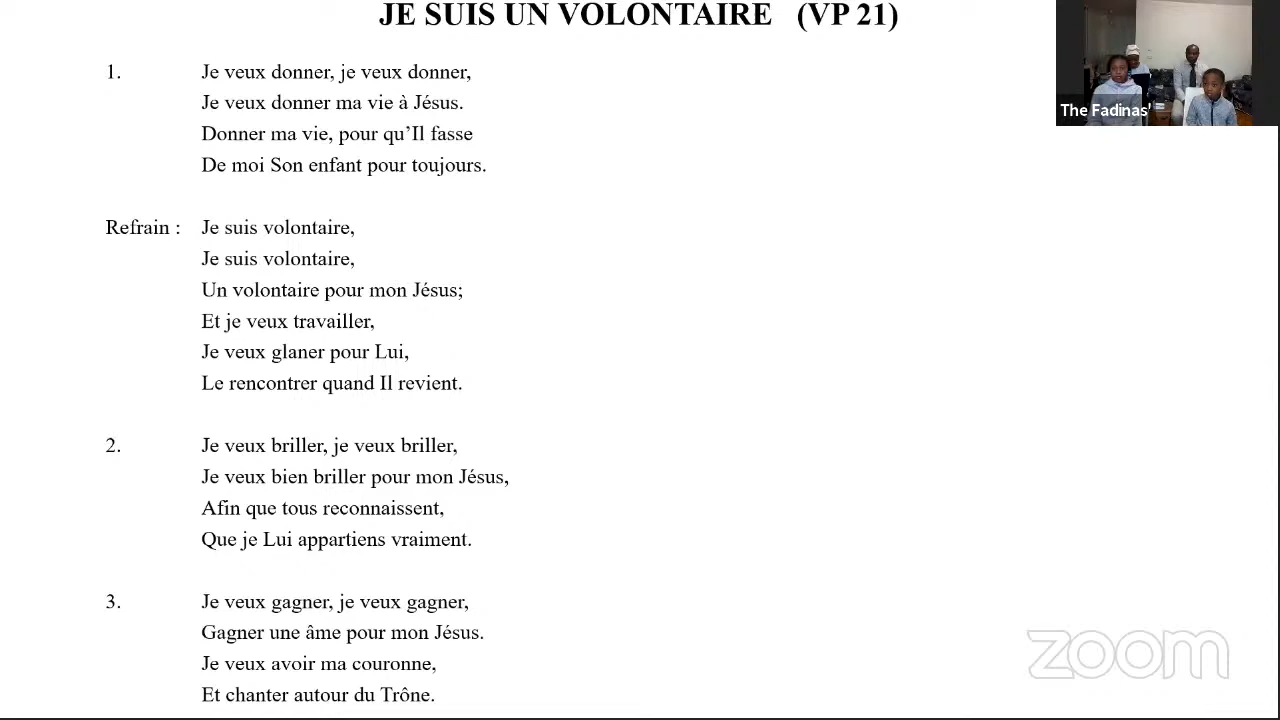 JE SUIS UN VOLONTAIRE (VP 21)
The Fadinas'
1. Je veux donner, je veux donner,
Je veux donner ma vie à Jésus.
Donner ma vie, pour qu’Il fasse
De moi Son enfant pour toujours.
Refrain : Je suis volontaire,
Je suis volontaire,
Un volontaire pour mon Jésus;
Et je veux travailler,
Je veux glaner pour Lui,
Le rencontrer quand Il revient.
2. Je veux briller, je veux briller,
Je veux bien briller pour mon Jésus,
Afin que tous reconnaissent,
Que je Lui appartiens vraiment.
3. Je veux gagner, je veux gagner,
Gagner une âme pour mon Jésus.
Je veux avoir ma couronne,
Et chanter autour du Trône.
zoom